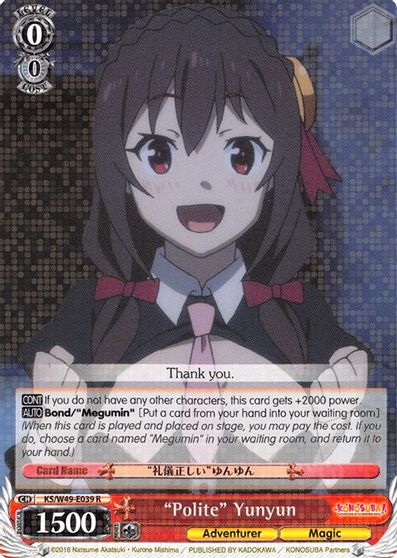 LEVEL
0
0
COST
Thank you.
CONT If you do not have any other characters, this card gets +2000 power.
AUTO Bond/"Megumin" [Put a card from your hand into your waiting room]
(When this card is played and placed on stage, you may pay the cost. If you
do, choose a card named "Megumin" in your waiting room, and return it to
your hand.)
Card Name “礼儀正しい”ゆんゆん
CH KS/W49-E039 R
POWER 1500 SOUL
“Polite” Yunyun
KONOSUBA!
Adventurer Magic
©2016 Natsume Akatsuki・Kurone Mishima / PUBLISHED BY KADOKAWA / KONOSUBA Partners